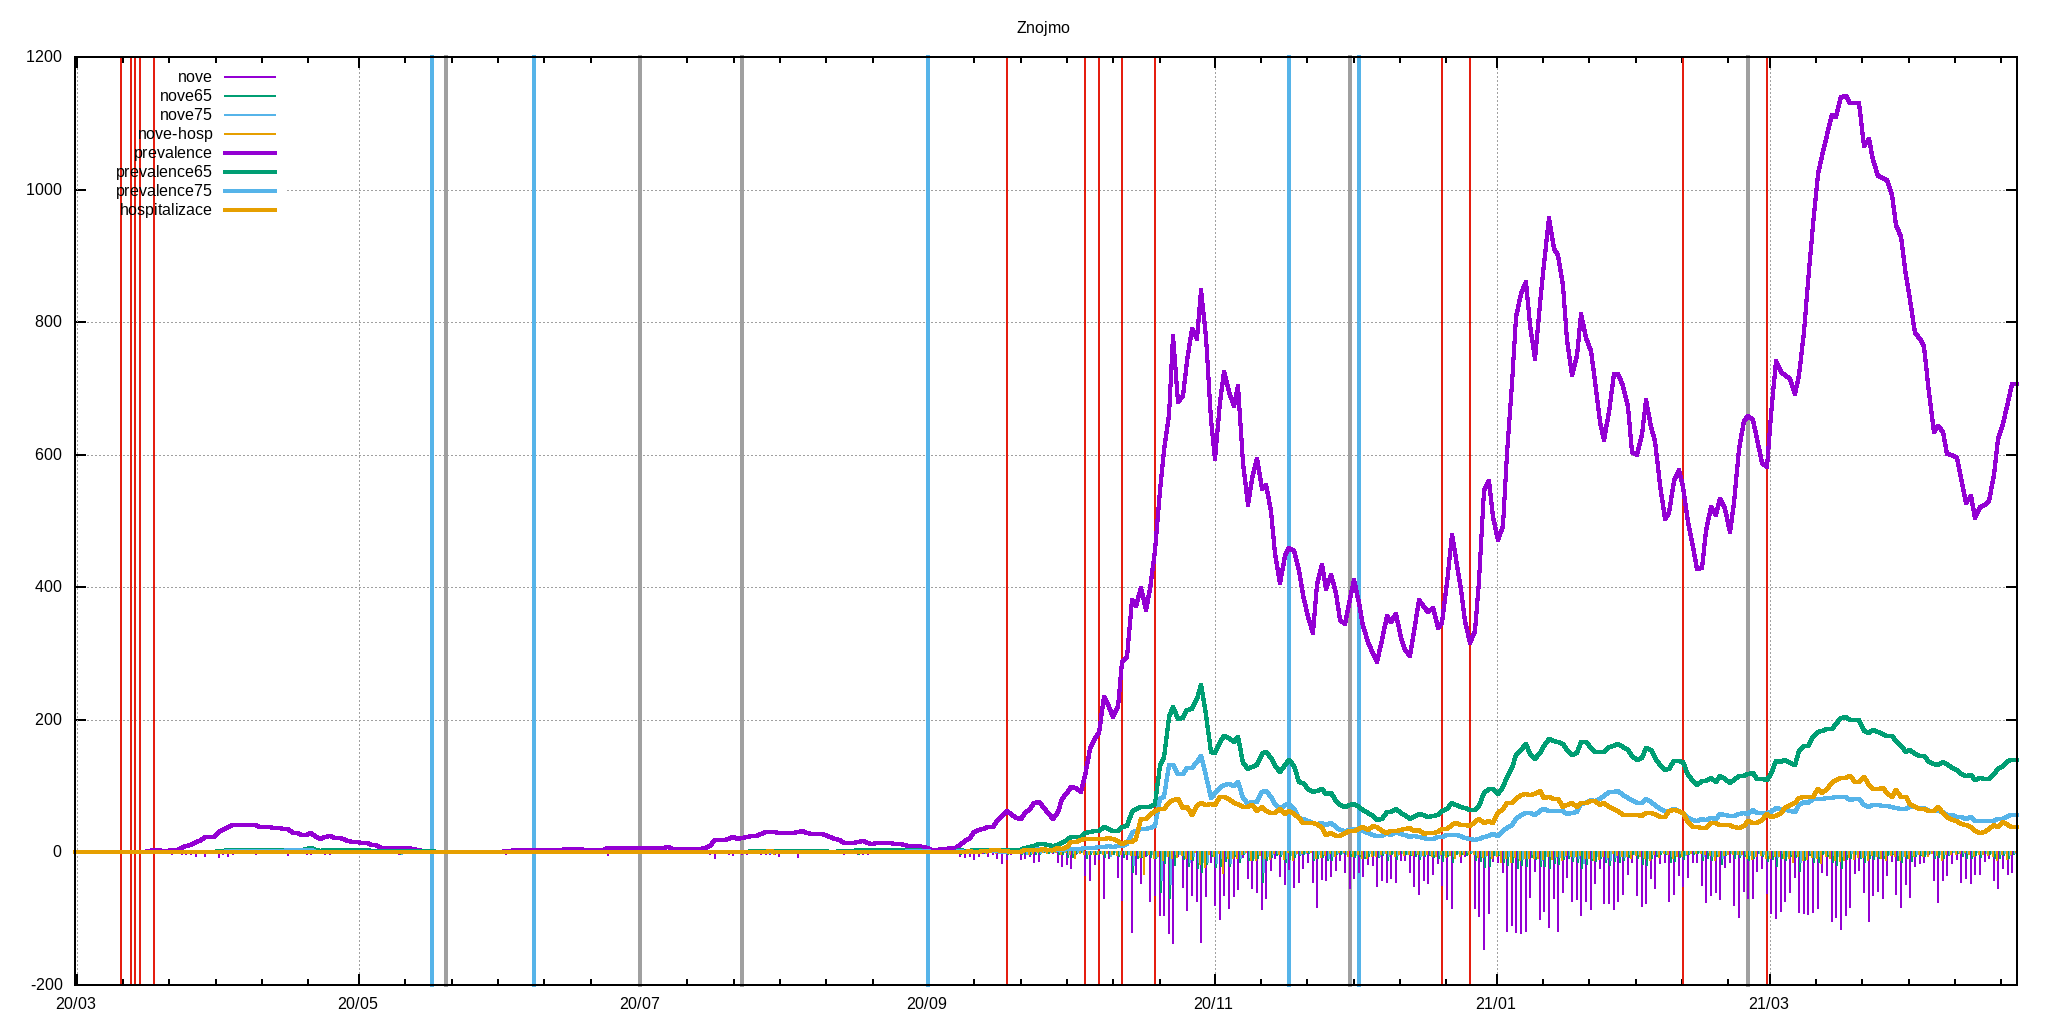 Znojmo
1200
1000
800
600
400
200
0
-200
nove
nove65
nove75
nove-hosp
prevalence
prevalence65
prevalence75
hospitalizace
20/03 20/05 20/07 20/09 20/11 21/01 21/03